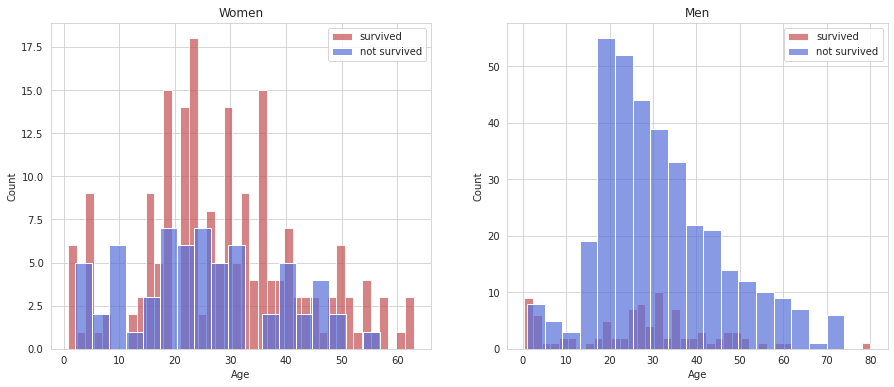 Women
Men
survived
not survived
survived
not survived
17.5
15.0
12.5
10.0
7.5
5.0
2.5
0.0
Count
0 10 20 30 40 50 60
Age
50
40
30
20
10
0
Count
0 10 20 30 40 50 60 70 80
Age